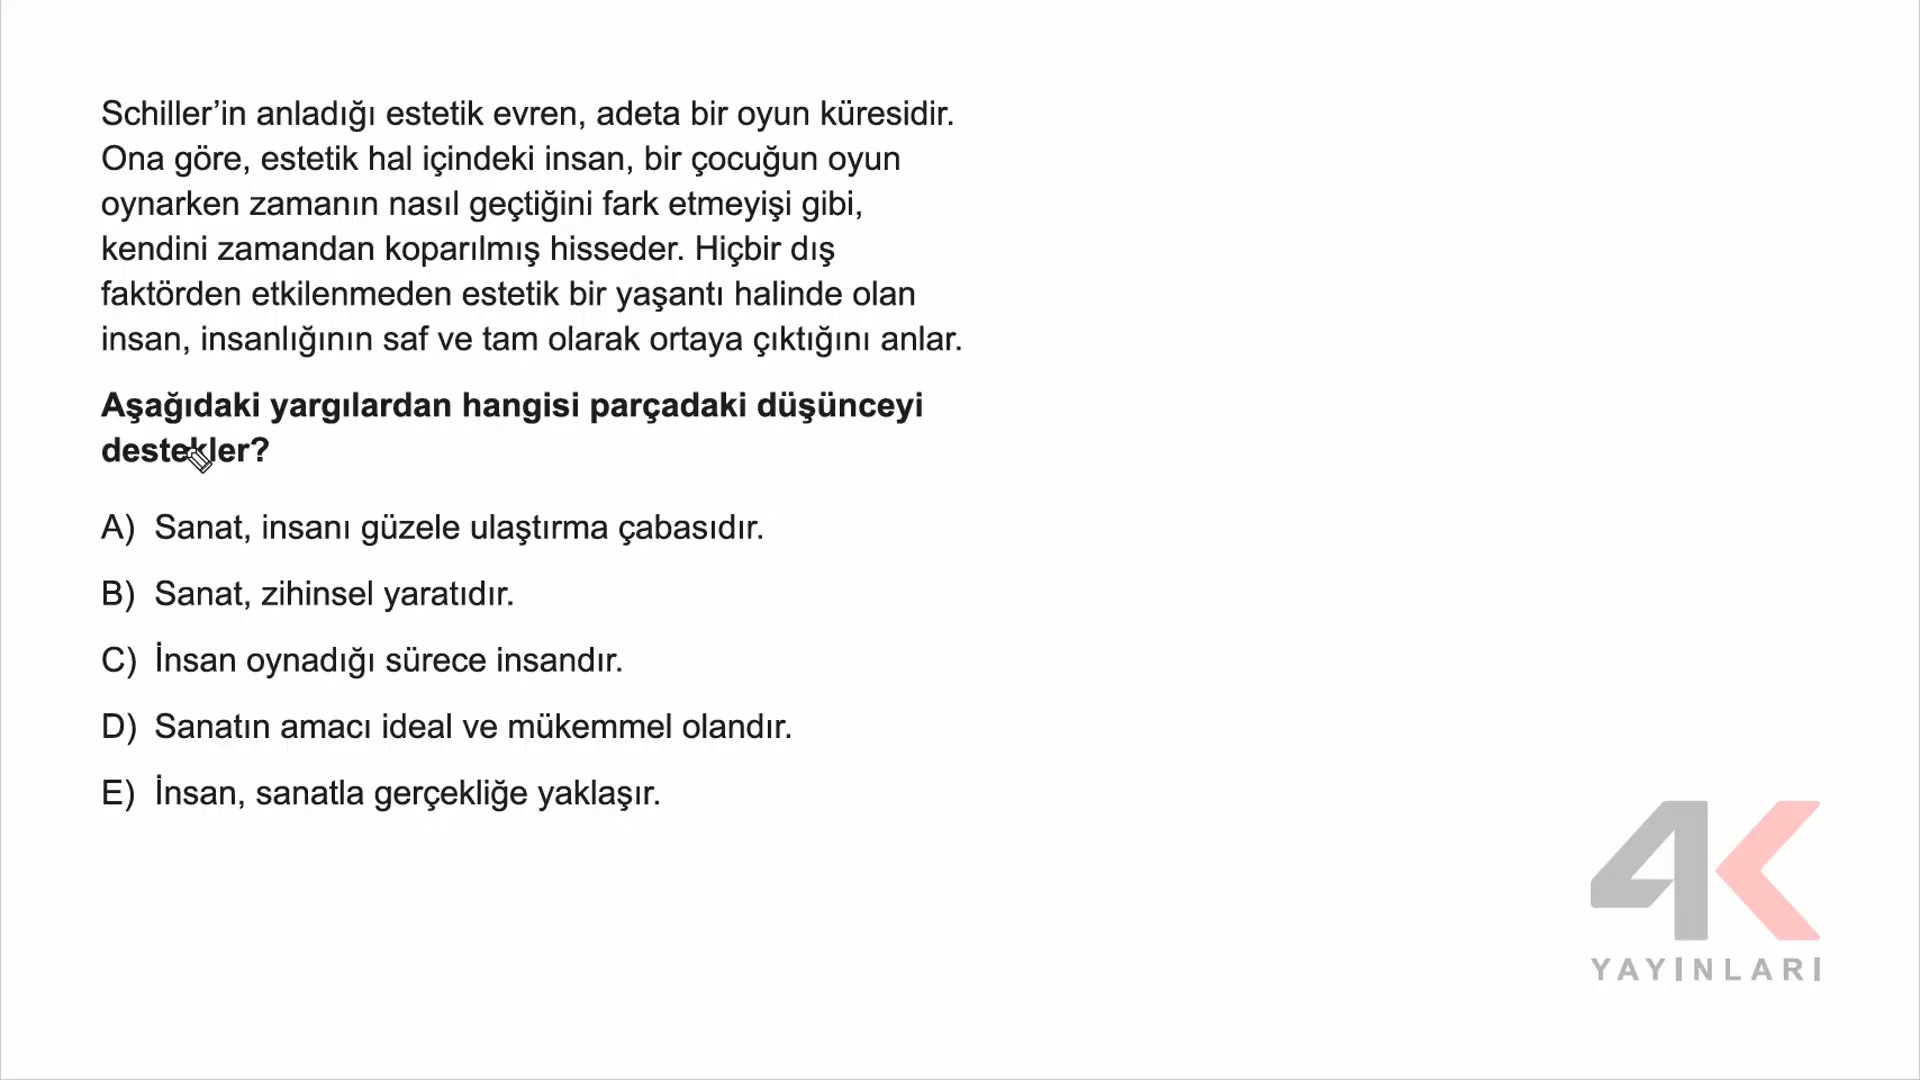 Schiller’in anladığı estetik evren, adeta bir oyun küresidir.
Ona göre, estetik hal içindeki insan, bir çocuğun oyun
oynarken zamanın nasıl geçtiğini fark etmeyişi gibi,
kendini zamandan koparılmış hisseder. Hiçbir dış
faktörden etkilenmeden estetik bir yaşantı halinde olan
insan, insanlığının saf ve tam olarak ortaya çıktığını anlar.
Aşağıdaki yargılardan hangisi parçadaki düşünceyi
destekler?
A) Sanat, insanı güzele ulaştırma çabasıdır.
B) Sanat, zihinsel yaratıdır.
C) İnsan oynadığı sürece insandır.
D) Sanatın amacı ideal ve mükemmel olandır.
E) İnsan, sanatla gerçekliğe yaklaşır.
4K
YAYINLARI